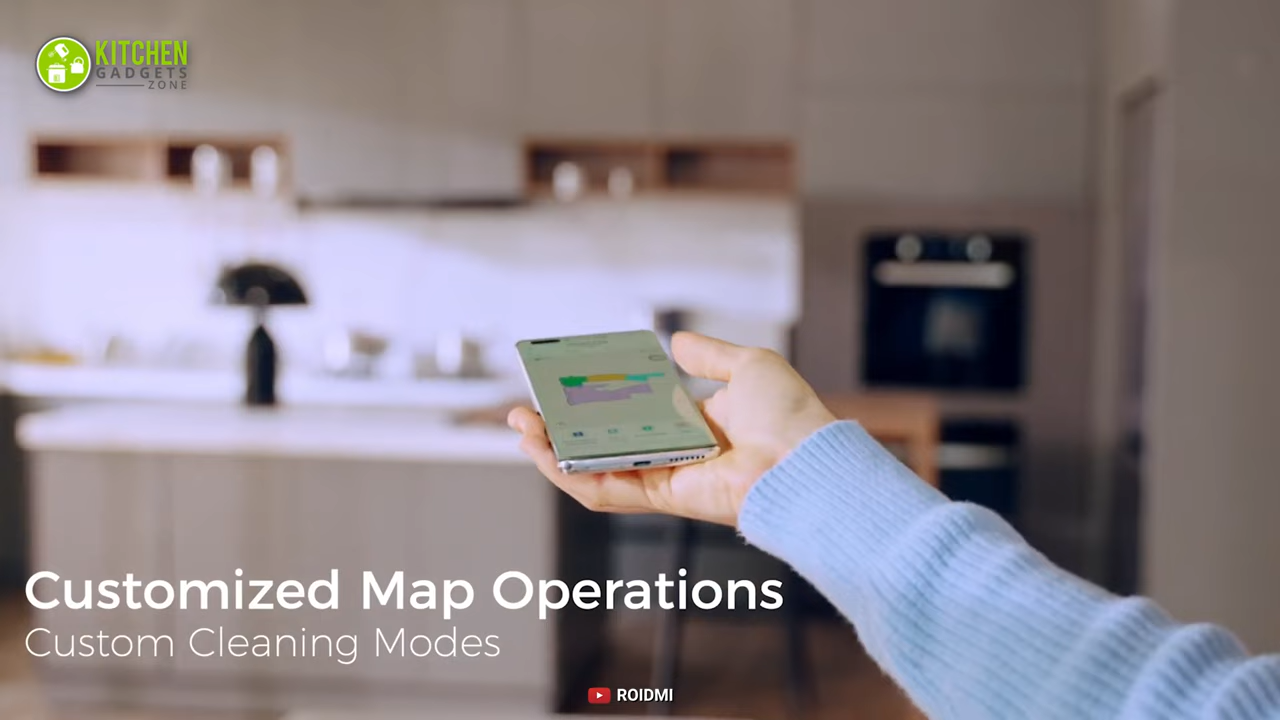 KITCHEN
GADGETS
ZONE
Customized Map Operations
Custom Cleaning Modes
ROIDMI